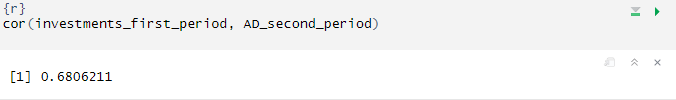 {r}
cor(investments_first_period, AD_second_period)
[1] 0.6806211